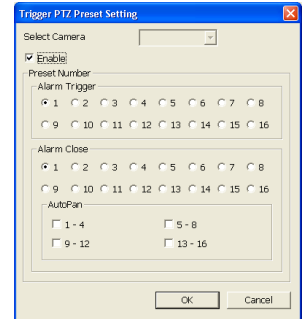 Trigger PTZ Preset Setting
Select Camera
Enable
Preset Number
Alarm Trigger
1 2 3 4 5 6 7 8
9 10 11 12 13 14 15 16
Alarm Close
1 2 3 4 5 6 7 8
9 10 11 12 13 14 15 16
AutoPan
1 - 4 5 - 8
9 - 12 13 - 16
OK Cancel